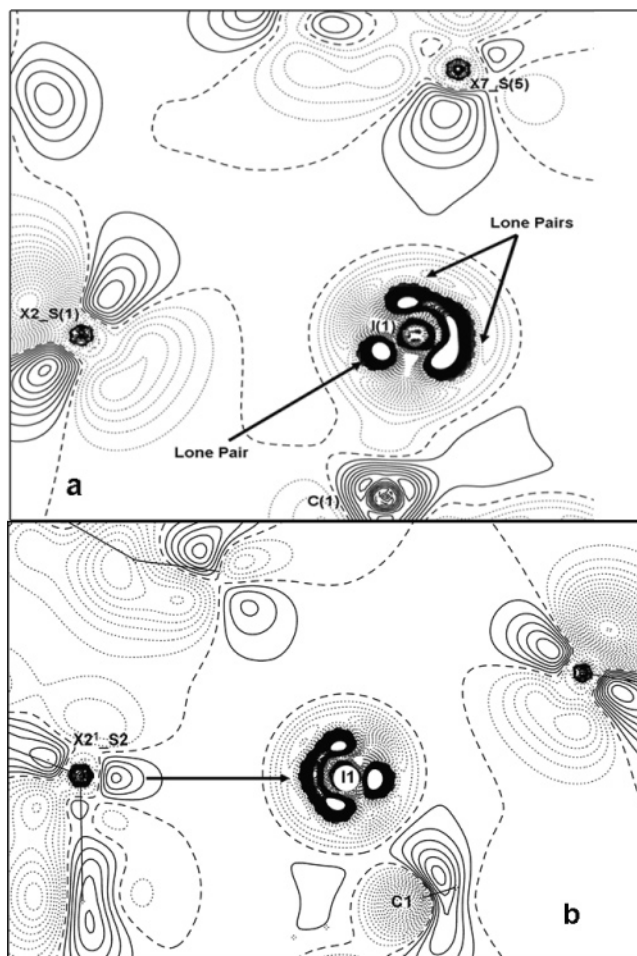 X7_S(5)
Lone Pairs
X2_S(1)
I(1)
Lone Pair
a
C(1)
X2¹_S2
I1
C1
b